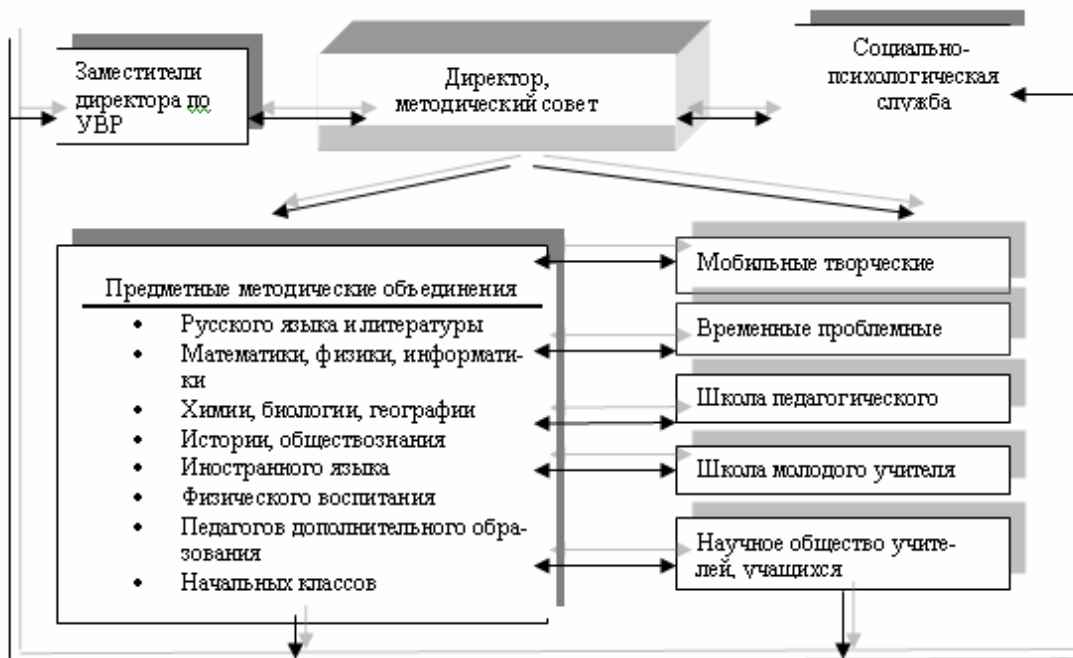 Заместители
директора по
УВР
Директор,
методический совет
Социально-
психологическая
служба
Предметные методические объединения
• Русского языка и литературы
• Математики, физики, информати-
ки
• Химии, биологии, географии
• Истории, обществознания
• Иностранного языка
• Физического воспитания
• Педагогов дополнительного обра-
зования
• Начальных классов
Мобильные творческие
Временные проблемные
Школа педагогического
Школа молодого учителя
Научное общество учите-
лей, учащихся